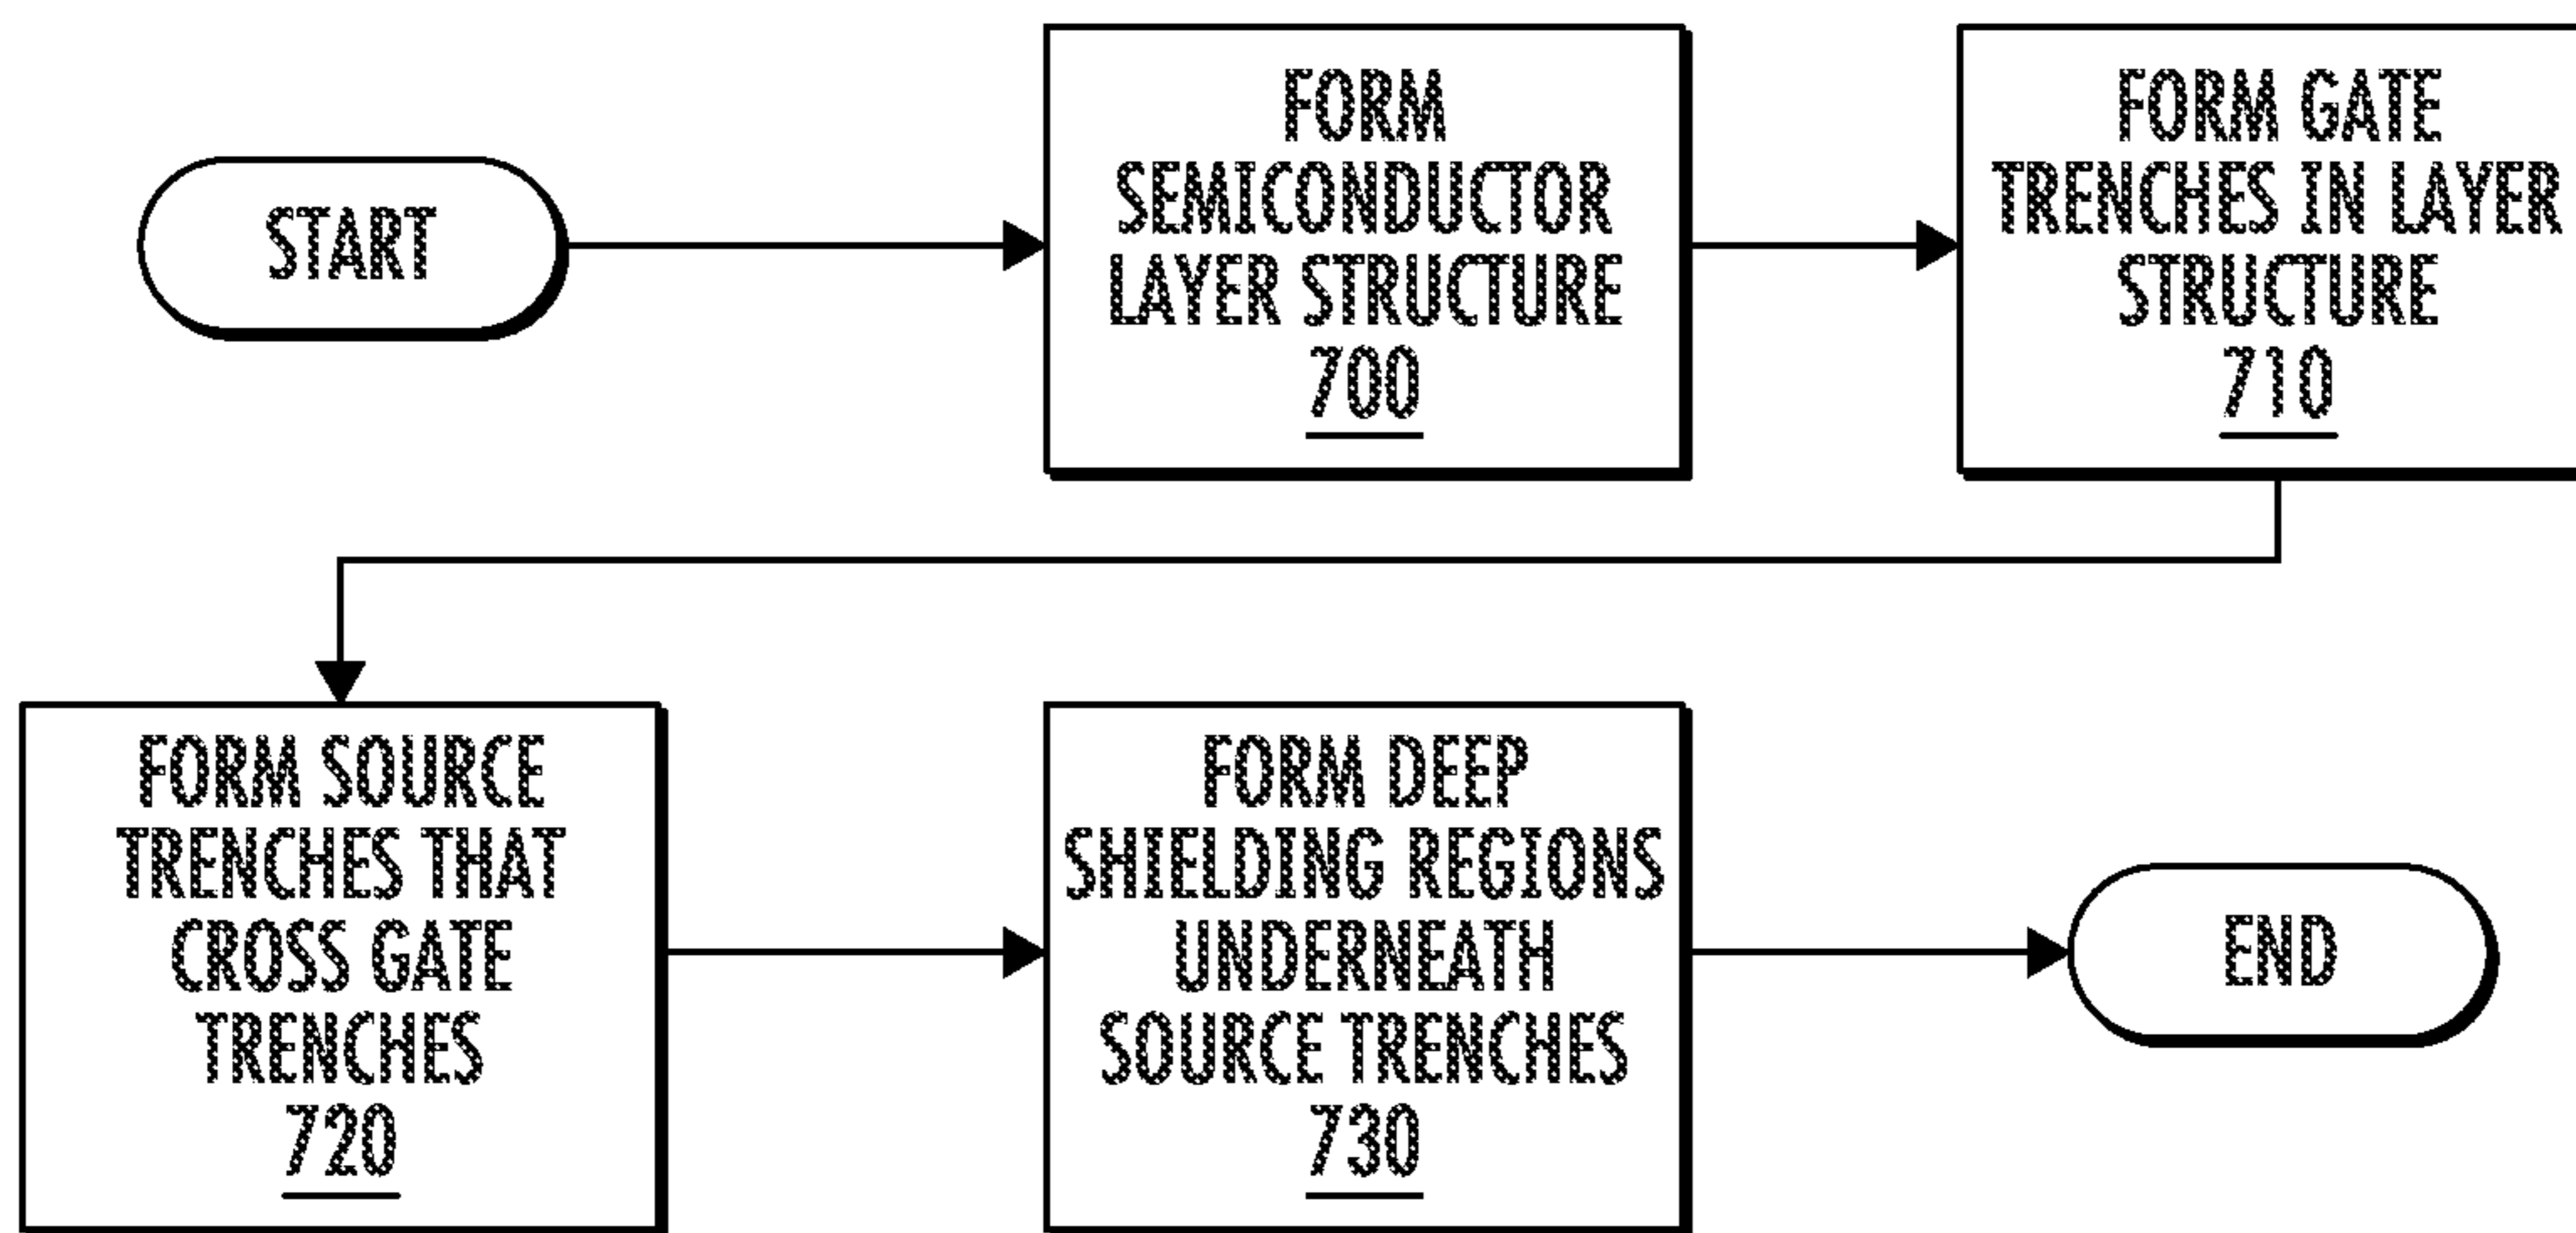 START
FORM
SEMICONDUCTOR
LAYER STRUCTURE
700
FORM GATE
TRENCHES IN LAYER
STRUCTURE
710
FORM SOURCE
TRENCHES THAT
CROSS GATE
TRENCHES
720
FORM DEEP
SHIELDING REGIONS
UNDERNEATH
SOURCE TRENCHES
730
END